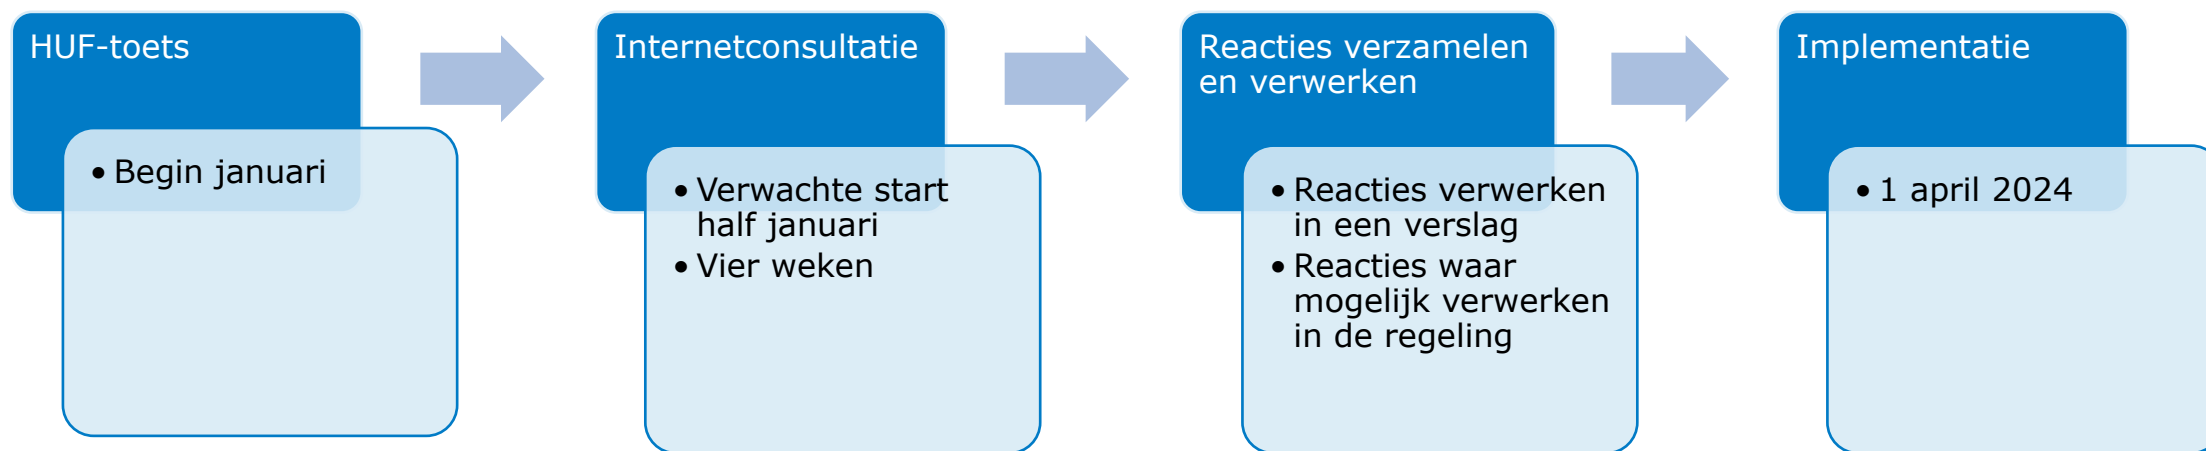 HUF-toets
• Begin januari
Internetconsultatie
• Verwachte start
half januari
• Vier weken
Reacties verzamelen
en verwerken
• Reacties verwerken
in een verslag
• Reacties waar
mogelijk verwerken
in de regeling
Implementatie
• 1 april 2024